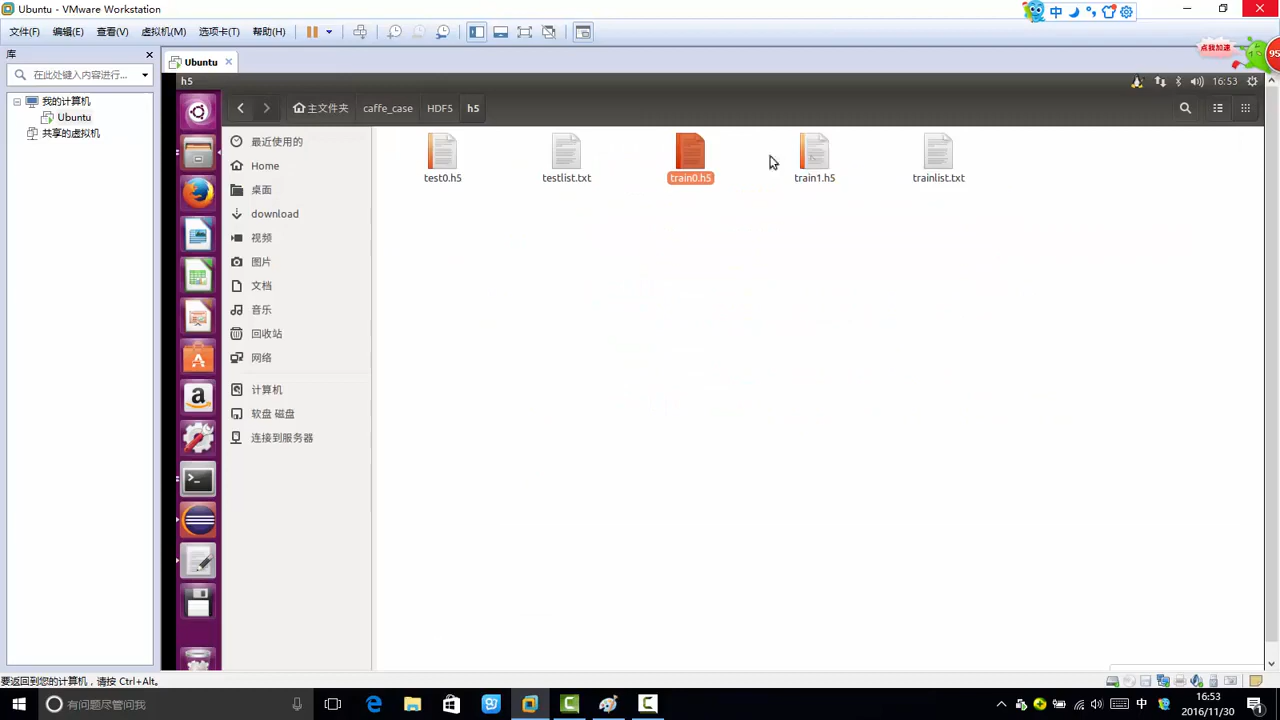 Ubuntu - VMware Workstation
中
文件(F) 编辑(E) 查看(V) 虚拟机(M) 选项卡(T) 帮助(H)
点我加速
95
库
在此处键入内容进行...
我的计算机
Ubuntu
共享的虚拟机
Ubuntu
h5
16:53
主文件夹 caffe_case HDF5 h5
最近使用的
Home
桌面
download
视频
图片
文档
音乐
回收站
网络
计算机
软盘 磁盘
连接到服务器
test0.h5 testlist.txt train0.h5 train1.h5 trainlist.txt
要返回到您的计算机，请按 Ctrl+Alt。
有问题尽管问我
中
16:53
2016/11/30